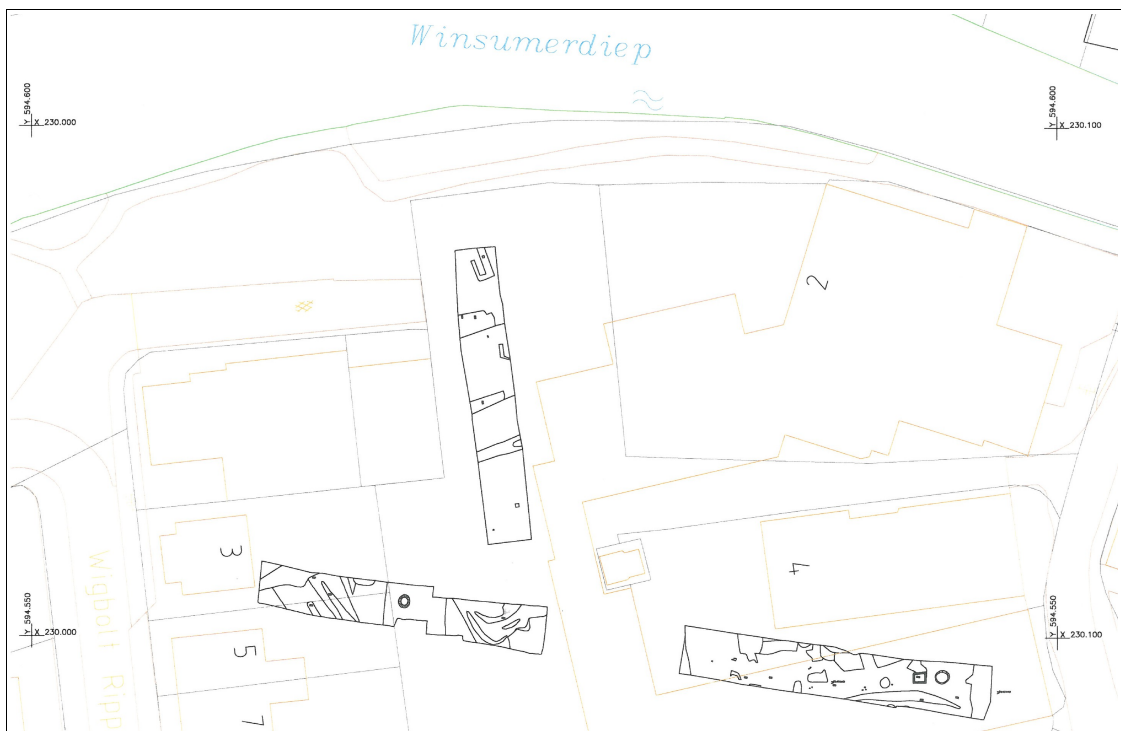 Winsumerdiep
Y 594.600
X 230.000
Y 594.600
X 230.100
2
3
4
5
7
Wigbolt Ripp
Y 594.550
X 230.000
Y 594.550
X 230.100